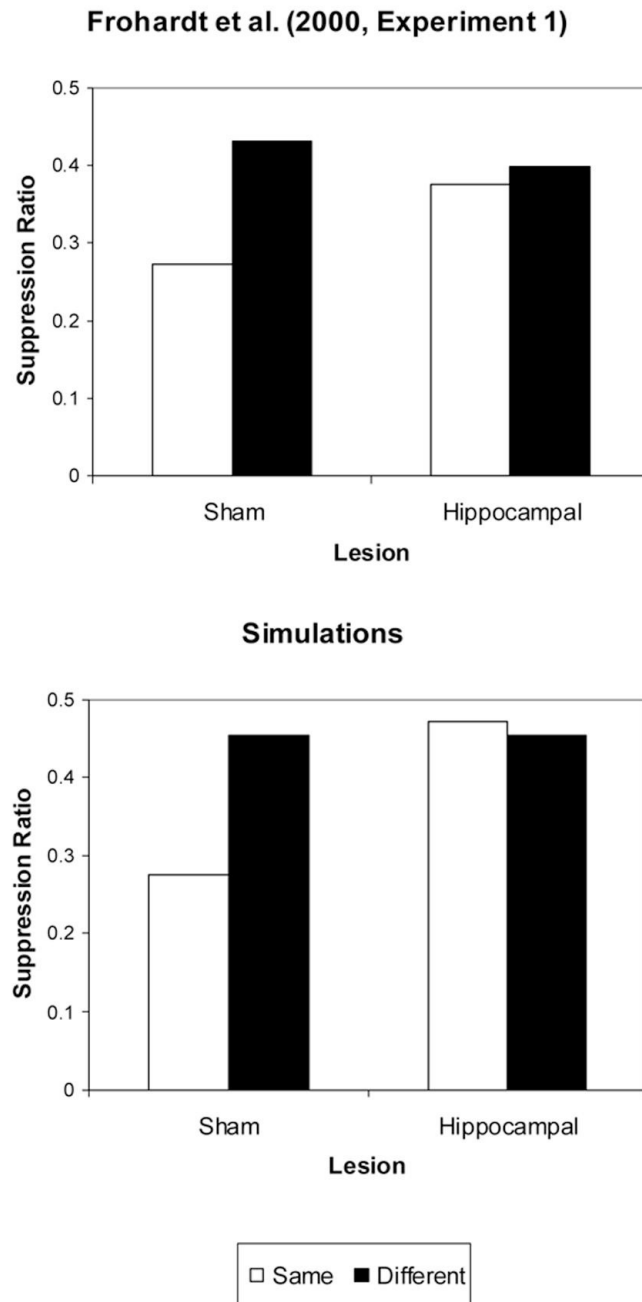 Frohardt et al. (2000, Experiment 1)
0.5
0.4
0.3
0.2
0.1
0
Suppression Ratio
Sham Hippocampal
Lesion
Simulations
0.5
0.4
0.3
0.2
0.1
0
Suppression Ratio
Sham Hippocampal
Lesion
Same Different